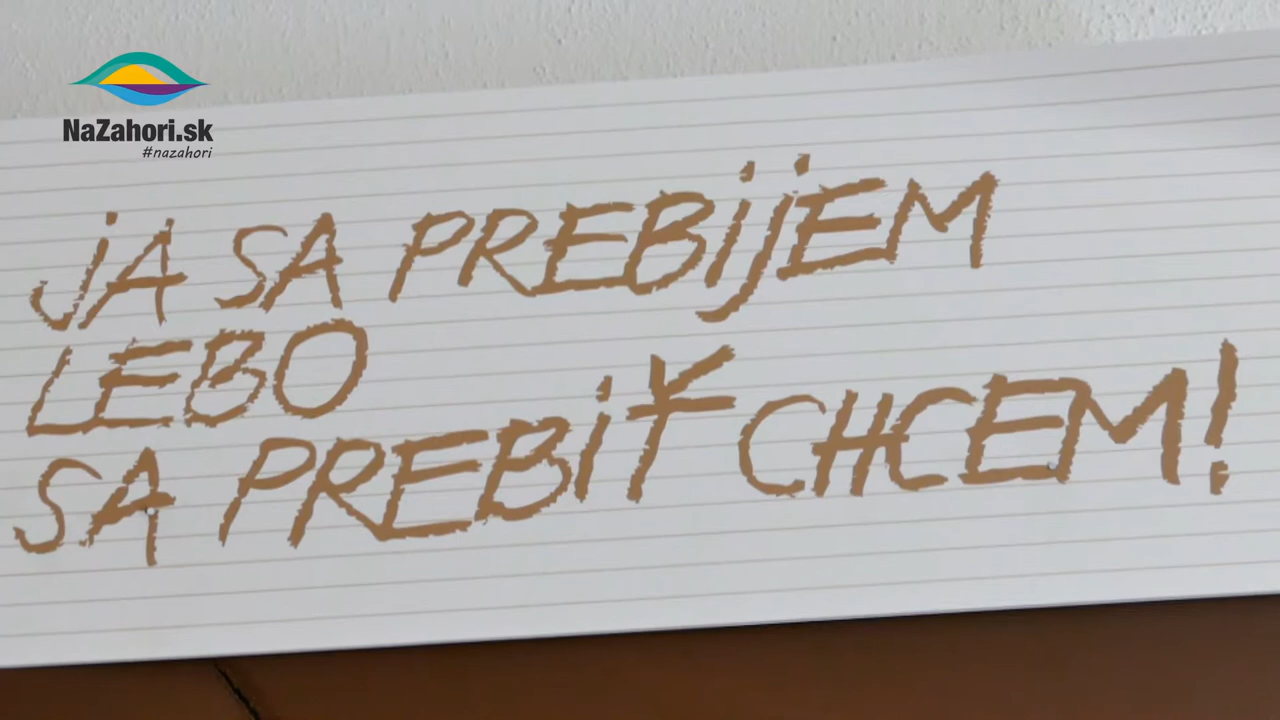 NaZahori.sk
#nazahori
JA SA PREBIJEM
LEBO
SA PREBIŤ CHCEM!